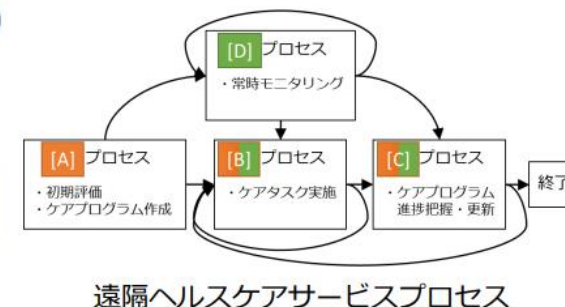 [D] プロセス
・常時モニタリング
[A] プロセス
・初期評価
・ケアプログラム作成
[B] プロセス
・ケアタスク実施
[C] プロセス
・ケアプログラム
進捗把握・更新
終了
遠隔ヘルスケアサービスプロセス